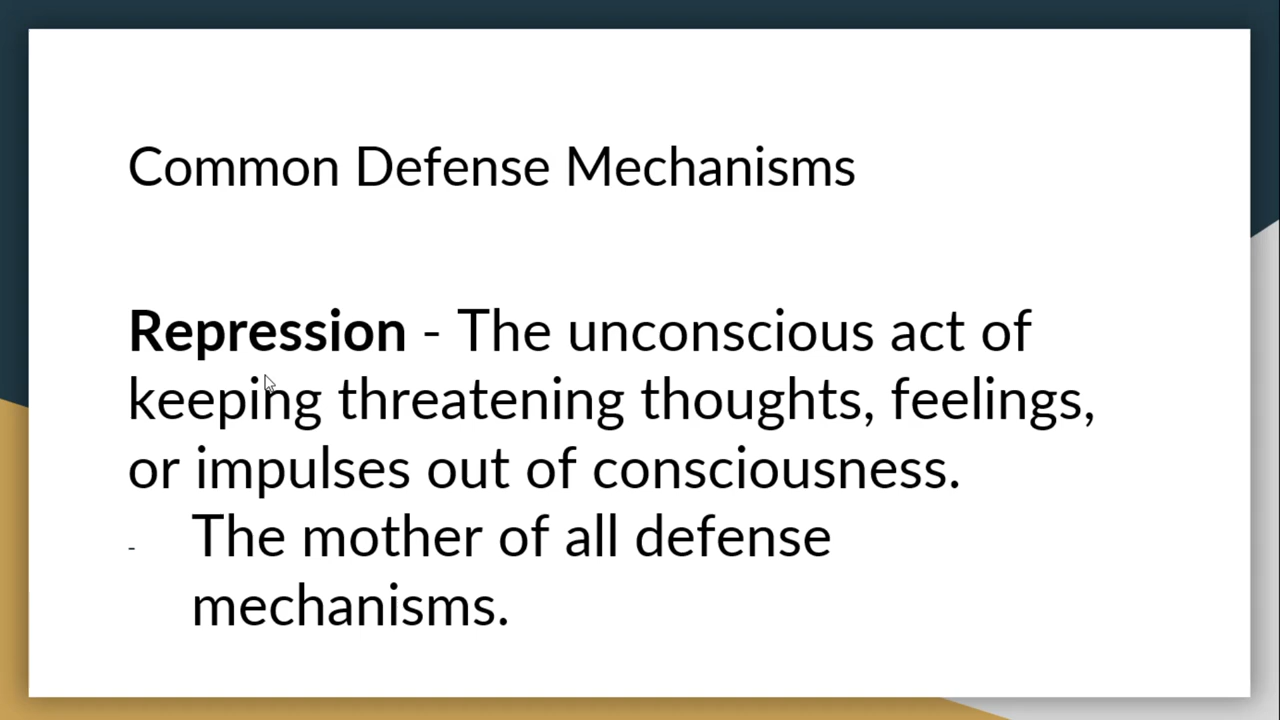 Common Defense Mechanisms
Repression - The unconscious act of
keeping threatening thoughts, feelings,
or impulses out of consciousness.
- The mother of all defense
mechanisms.